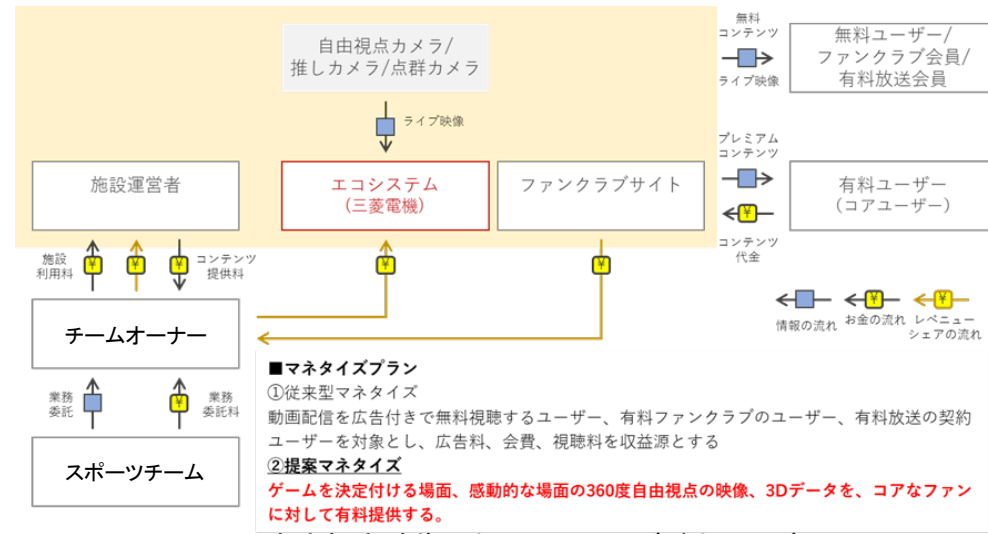 無料
コンテンツ
ライブ映像
無料ユーザー/
ファンクラブ会員/
有料放送会員
自由視点カメラ/
推しカメラ/点群カメラ
ライブ映像
プレミアム
コンテンツ
¥
コンテンツ
代金
有料ユーザー
(コアユーザー)
施設運営者
エコシステム
(三菱電機)
ファンクラブサイト
施設
利用料
¥
¥
¥
コンテンツ
提供料
¥
¥
チームオーナー
¥
¥
情報の流れ
お金の流れ
レベニュー
シェアの流れ
業務
委託
¥
業務
委託料
スポーツチーム
■マネタイズプラン
①従来型マネタイズ
動画配信を広告付きで無料視聴するユーザー、有料ファンクラブのユーザー、有料放送の契約
ユーザーを対象とし、広告料、会費、視聴料を収益源とする
②提案マネタイズ
ゲームを決定付ける場面、感動的な場面の360度自由視点の映像、3Dデータを、コアなファン
に対して有料提供する。